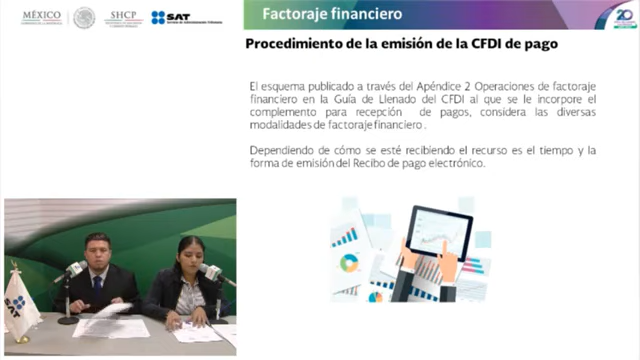 MÉXICO
SHCP
SAT
Factoraje financiero
20
Procedimiento de la emisión de la CFDI de pago
El esquema publicado a través del Apéndice 2 Operaciones de factoraje
financiero en la Guía de Llenado del CFDI al que se le incorpore el
complemento para recepción de pagos, considera las diversas
modalidades de factoraje financiero .
Dependiendo de cómo se esté recibiendo el recurso es el tiempo y la
forma de emisión del Recibo de pago electrónico.
SAT